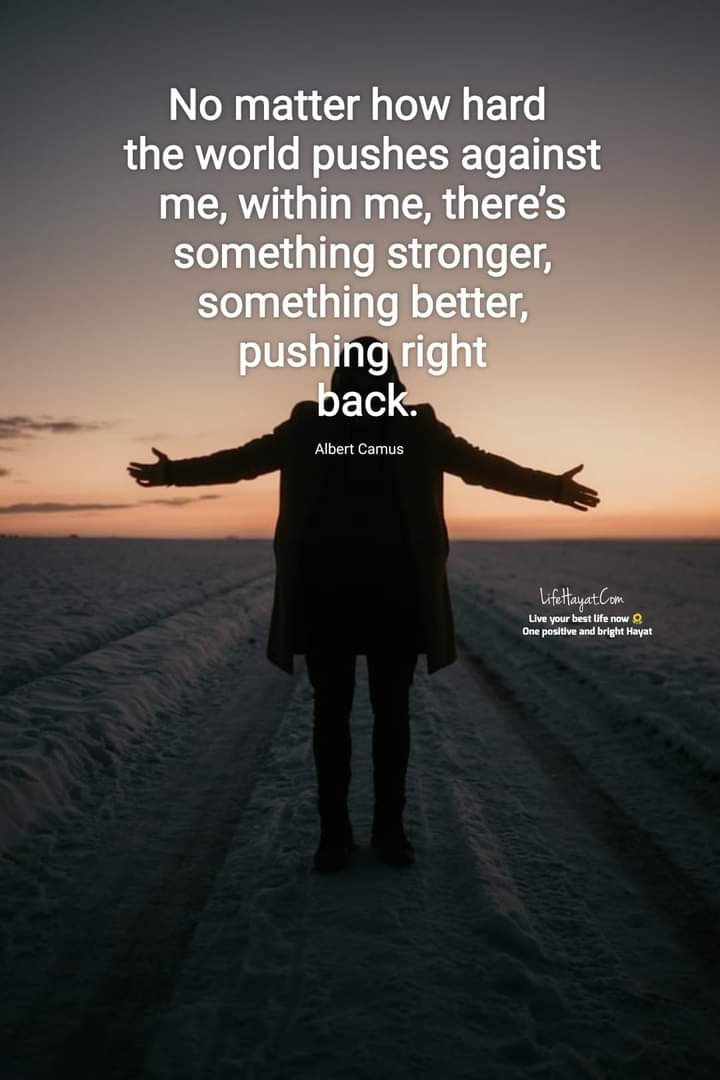 No matter how hard
the world pushes against
me, within me, there’s
something stronger,
something better,
pushing right
back.
Albert Camus
LifeHayat.Com
Live your best life now
One positive and bright Hayat